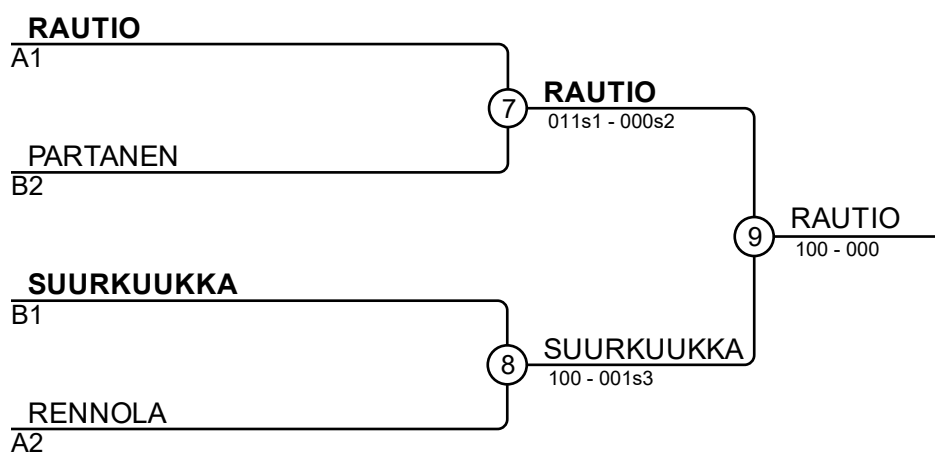 RAUTIO
A1
7
RAUTIO
011s1 - 000s2
PARTANEN
B2
9
RAUTIO
100 - 000
SUURKUUKKA
B1
8
SUURKUUKKA
100 - 001s3
RENNOLA
A2